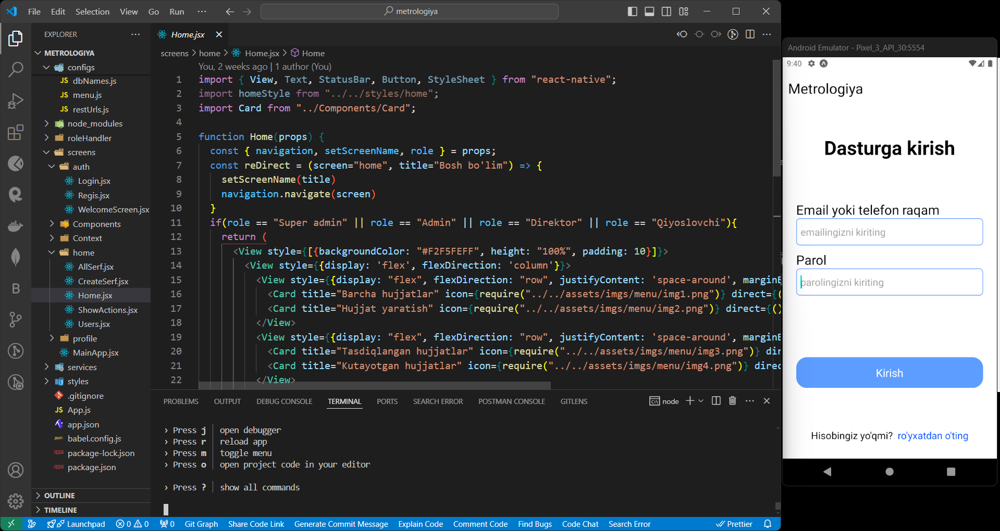 File Edit Selection View Go Run ··· metrologiya
EXPLORER
METROLOGIYA
configs
JS dbNames.js
JS menu.js
JS restUrls.js
node_modules
roleHandler
screens
auth
Login.jsx
Regis.jsx
WelcomeScreen.jsx
Components
Context
home
AllSerf.jsx
CreateSerf.jsx
Home.jsx
ShowActions.jsx
Users.jsx
profile
MainApp.jsx
services
styles
.gitignore
JS App.js
app.json
babel.config.js
package-lock.json
package.json
OUTLINE
TIMELINE
Home.jsx
screens > home > Home.jsx > Home
You, 2 weeks ago | 1 author (You)
1 import { View, Text, StatusBar, Button, StyleSheet } from "react-native";
2 import homeStyle from "../../styles/home";
3 import Card from "../Components/Card";
4
5 function Home(props) {
6 const { navigation, setScreenName, role } = props;
7 const reDirect = (screen="home", title="Bosh bo'lim") => {
8 setScreenName(title)
9 navigation.navigate(screen)
10 }
11 if(role == "Super admin" || role == "Admin" || role == "Direktor" || role == "Qiyoslovchi"){
12 return (
13 <View style={[{backgroundColor: "#F2F5FEFF", height: "100%", padding: 10}]}>
14 <View style={{display: 'flex', flexDirection: 'column'}}>
15 <View style={{display: "flex", flexDirection: "row", justifyContent: 'space-around', marginB
16 <Card title="Barcha hujjatlar" icon={require("../../assets/imgs/menu/img1.png")} direct={(
17 <Card title="Hujjat yaratish" icon={require("../../assets/imgs/menu/img2.png")} direct={()
18 </View>
19 <View style={{display: "flex", flexDirection: "row", justifyContent: 'space-around', marginB
20 <Card title="Tasdiqlangan hujjatlar" icon={require("../../assets/imgs/menu/img3.png")} dir
21 <Card title="Kutayotgan hujjatlar" icon={require("../../assets/imgs/menu/img4.png")} direc
22 </View>
PROBLEMS OUTPUT DEBUG CONSOLE TERMINAL PORTS SEARCH ERROR POSTMAN CONSOLE GITLENS node
› Press j │ open debugger
› Press r │ reload app
› Press m │ toggle menu
› Press o │ open project code in your editor
› Press ? │ show all commands
Launchpad 0 0 0 Git Graph Share Code Link Generate Commit Message Explain Code Comment Code Find Bugs Code Chat Search Error Prettier
Android Emulator - Pixel_3_API_30:5554
9:40
Metrologiya
Dasturga kirish
Email yoki telefon raqam
emailingizni kiriting
Parol
parolingizni kiriting
Kirish
Hisobingiz yo'qmi? ro'yxatdan o'ting